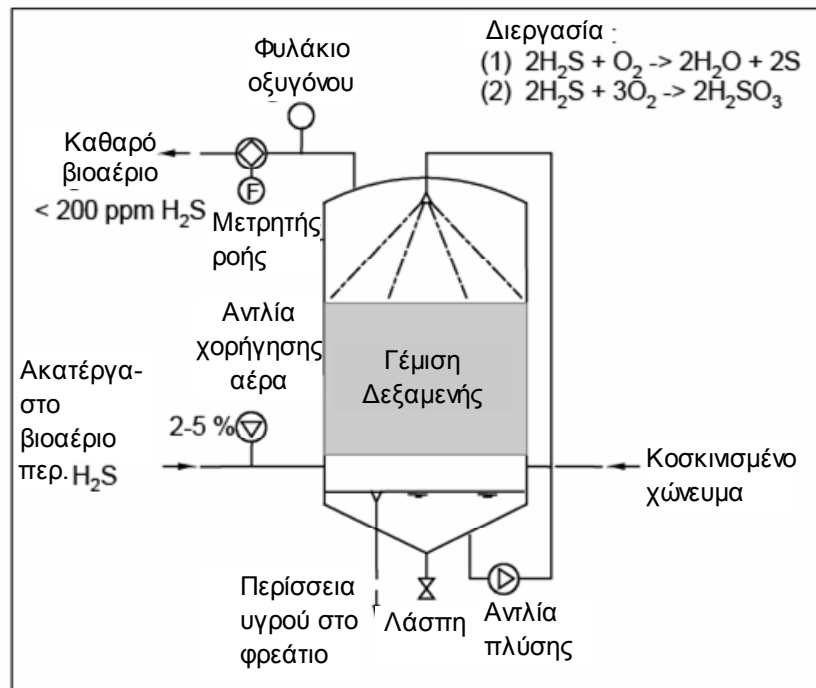 Διεργασία :
(1) 2H₂S + O₂ -> 2H₂O + 2S
(2) 2H₂S + 3O₂ -> 2H₂SO₃
Φυλάκιο
οξυγόνου
Καθαρό
βιοαέριο
< 200 ppm H₂S
F
Μετρητής
ροής
Αντλία
χορήγησης
αέρα
2-5 %
Ακατέργα-
στο
βιοαέριο
περ. H₂S
Γέμιση
Δεξαμενής
Κοσκινισμένο
χώνευμα
Περίσσεια
υγρού στο
φρεάτιο
Λάσπη
Αντλία
πλύσης